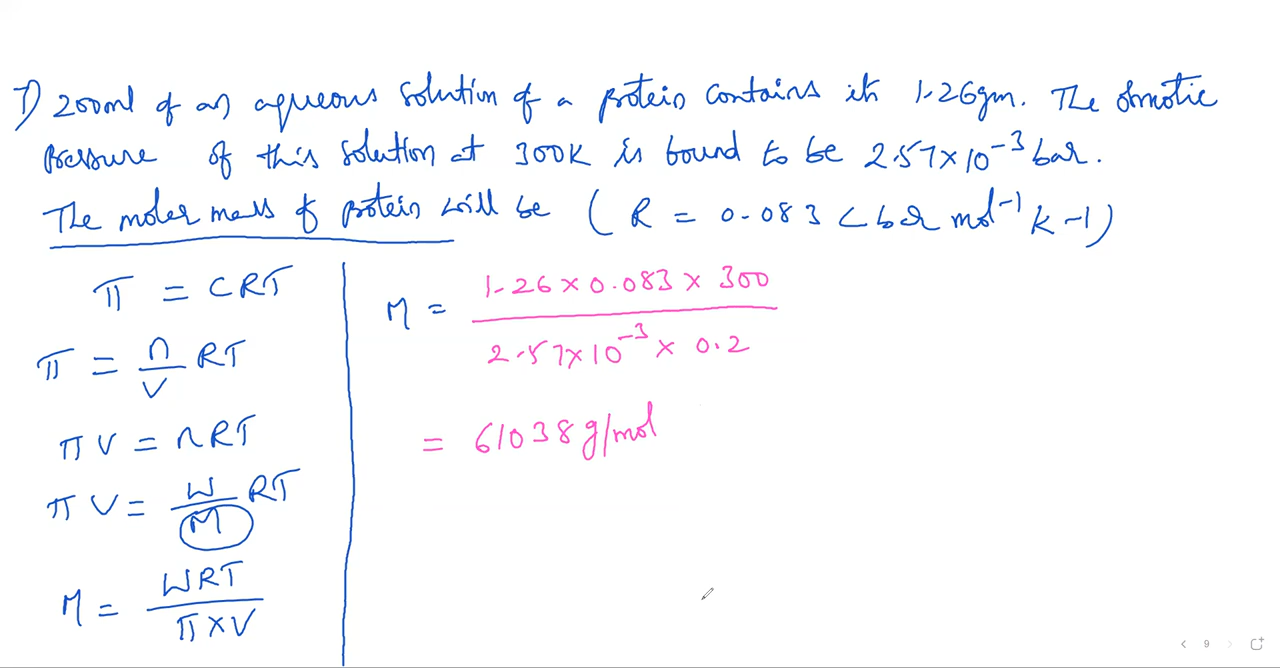 1) 200ml of an aqueous solution of a protein contains its 1.26gm. The Osmotic
pressure of this solution at 300K is bound to be 2.57×10⁻³ bar.
The moler mass of protein will be ( R = 0.083 L bar mol⁻¹ K -1)
π = CRT
π = n/V RT
πV = nRT
πV = W/M RT
M = WRT/π×V
M = 1.26×0.083×300/2.57×10⁻³×0.2
= 61038 g/mol
9